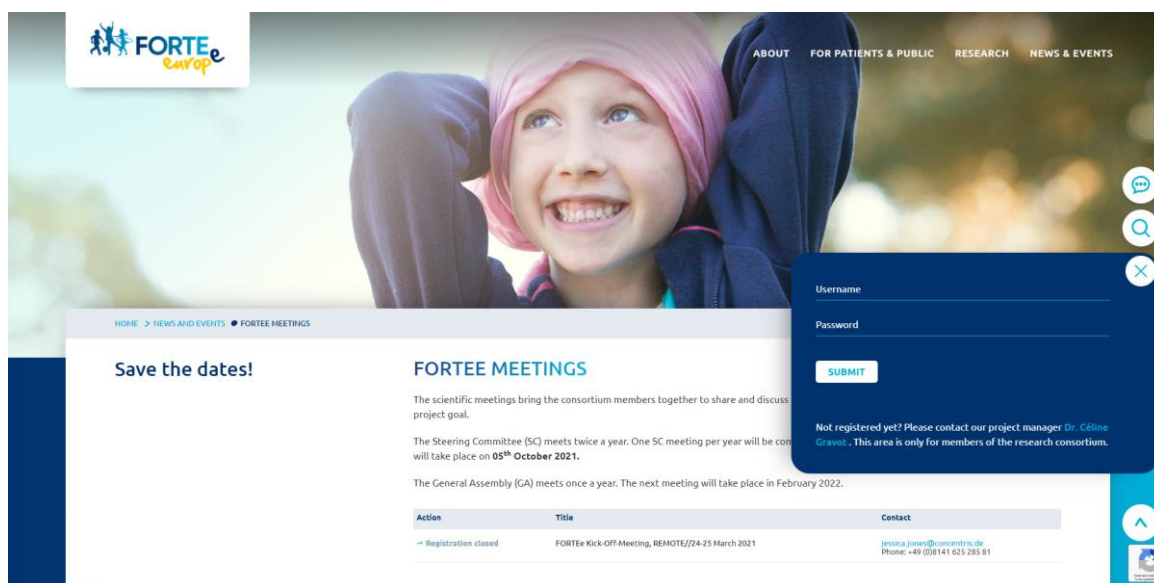 FORTEe
europe
ABOUT FOR PATIENTS & PUBLIC RESEARCH NEWS & EVENTS
Username
Password
SUBMIT
Not registered yet? Please contact our project manager Dr. Céline
Gravot . This area is only for members of the research consortium.
HOME > NEWS AND EVENTS FORTEE MEETINGS
Save the dates!
FORTEE MEETINGS
The scientific meetings bring the consortium members together to share and discuss
project goal.
The Steering Committee (SC) meets twice a year. One SC meeting per year will be
will take place on 05th October 2021.
The General Assembly (GA) meets once a year. The next meeting will take place in February 2022.
Action Title Contact
→ Registration closed FORTEe Kick-Off-Meeting, REMOTE//24-25 March 2021 jessica.jones@concentris.de
Phone: +49 (0)8141 625 285 81